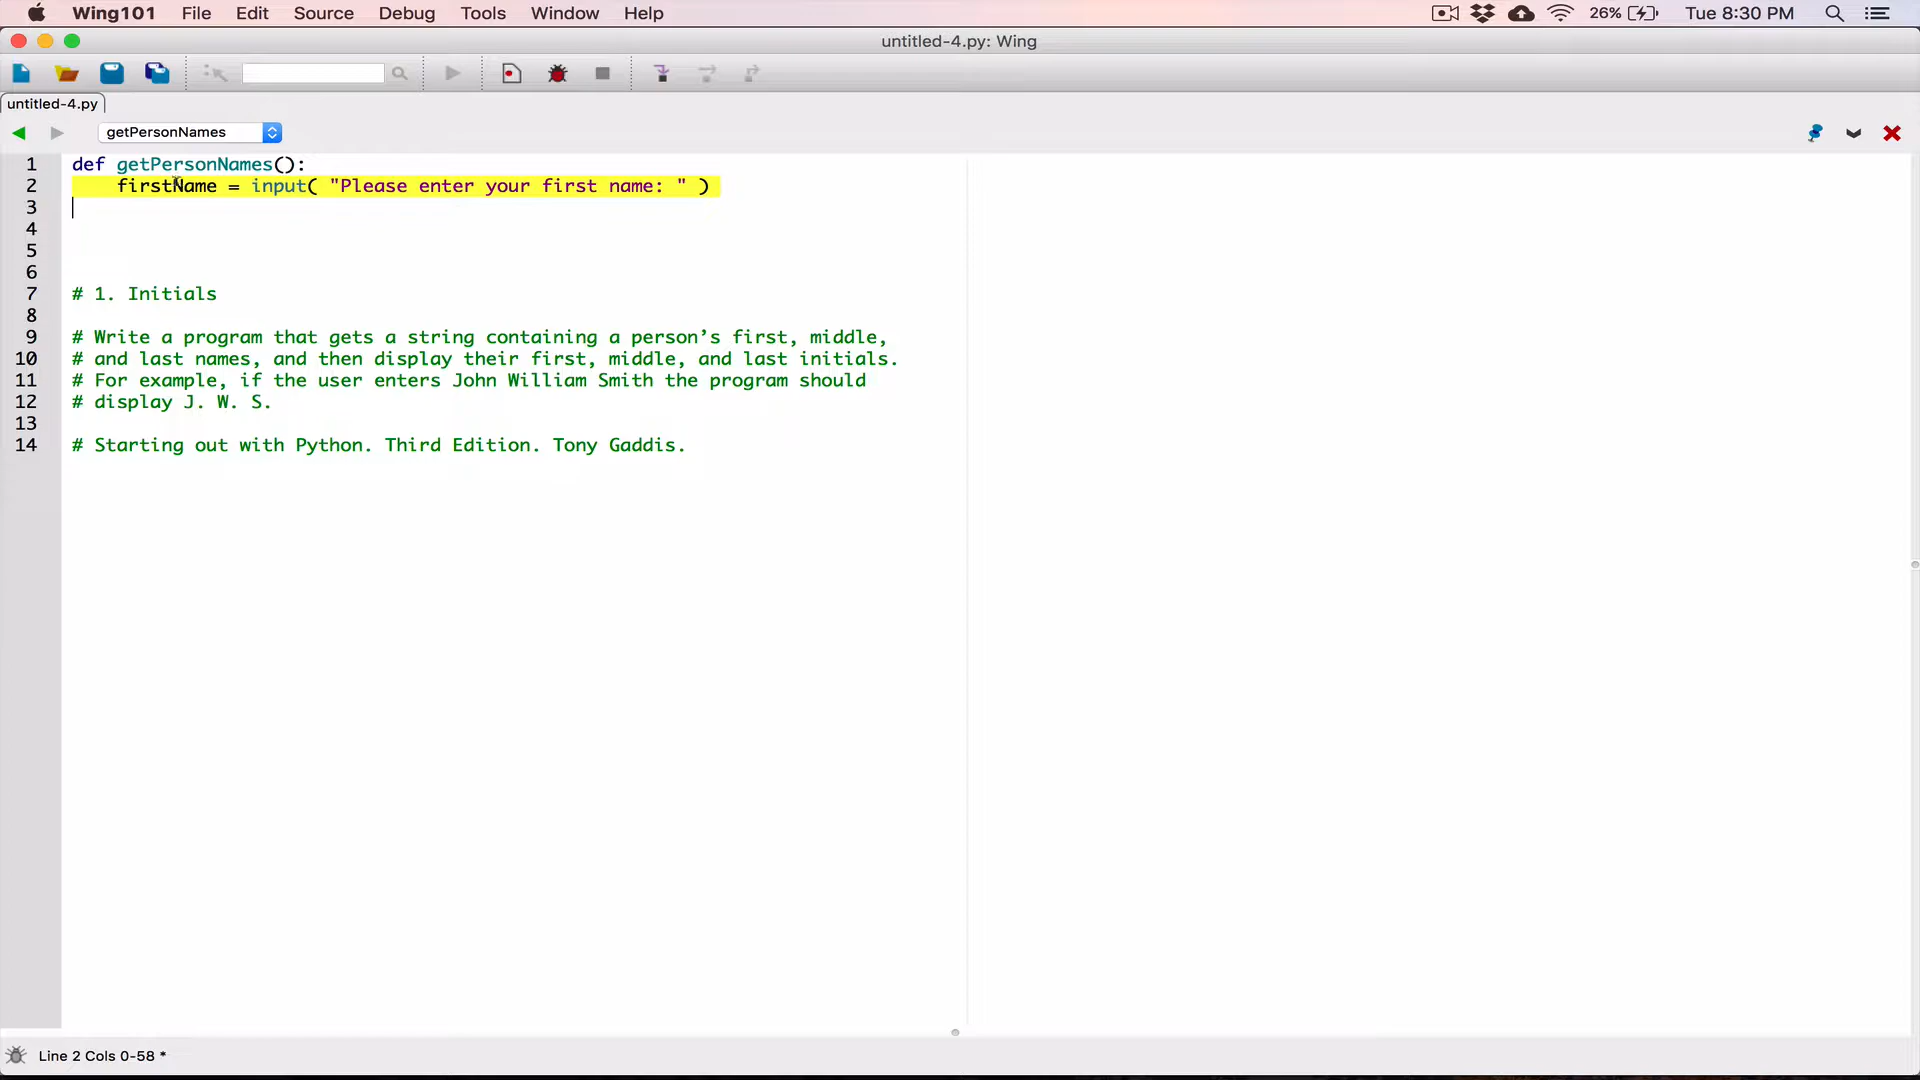 Wing101 File Edit Source Debug Tools Window Help 26% Tue 8:30 PM
untitled-4.py: Wing
untitled-4.py
getPersonNames
1 def getPersonNames():
2 firstName = input( "Please enter your first name: " )
3
4
5
6
7 # 1. Initials
8
9 # Write a program that gets a string containing a person’s first, middle,
10 # and last names, and then display their first, middle, and last initials.
11 # For example, if the user enters John William Smith the program should
12 # display J. W. S.
13
14 # Starting out with Python. Third Edition. Tony Gaddis.
Line 2 Cols 0-58 *